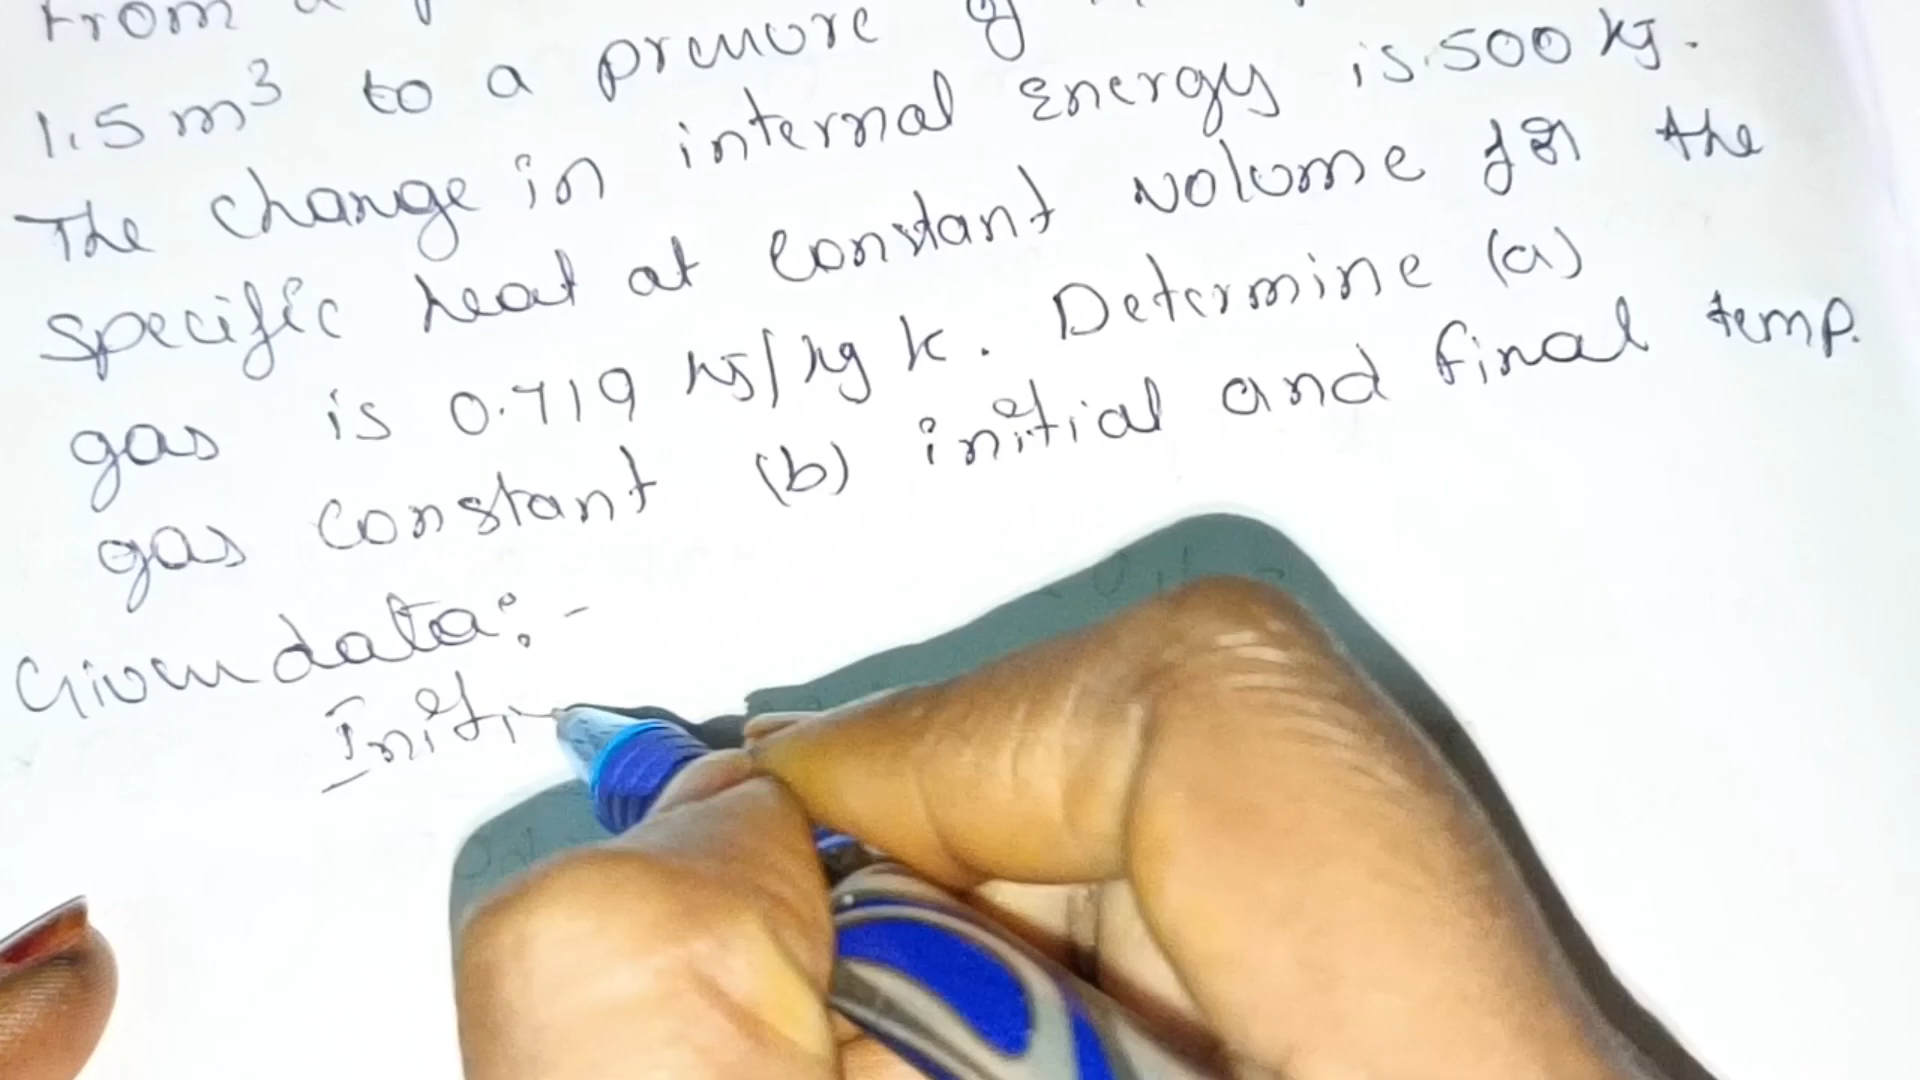 From a
1.5 m³ to a pressure of
The change in internal Energy is 500 kJ.
specific heat at constant volume for the
gas is 0.719 kJ/kg k. Determine (a)
gas constant (b) initial and final temp.
Given data:-
Initi